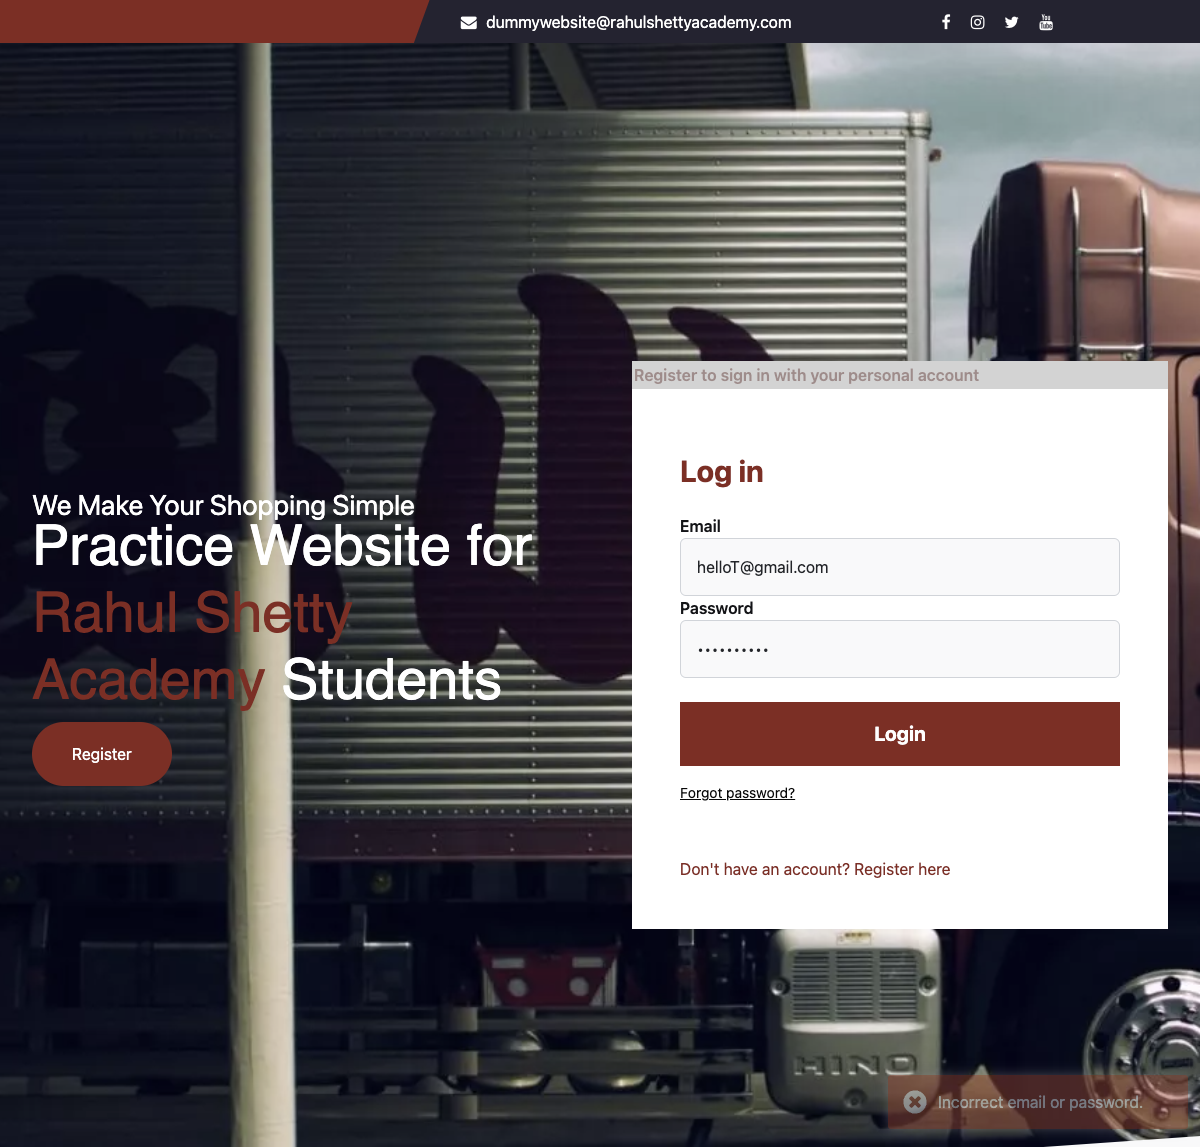 dummywebsite@rahulshettyacademy.com
Register to sign in with your personal account
We Make Your Shopping Simple
Practice Website for
Rahul Shetty
Academy Students
Register
Log in
Email
helloT@gmail.com
Password
Login
Forgot password?
Don't have an account? Register here
HINO
Incorrect email or password.